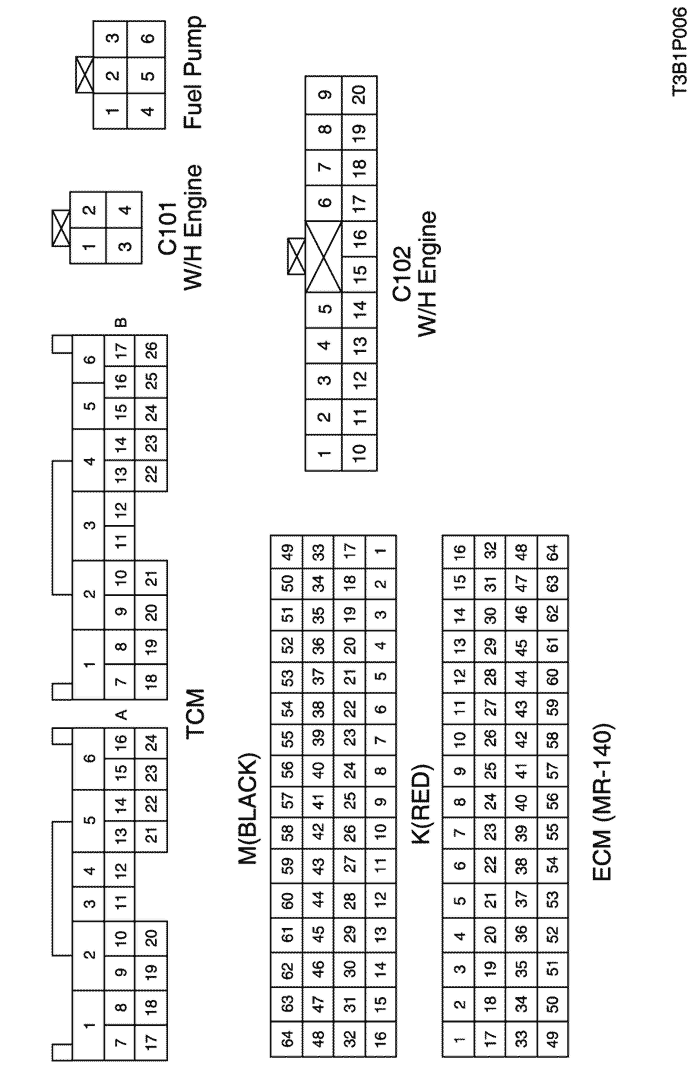 1 2 3 4 5 6
7 8 9 10 11 12 13 14 15 16
17 18 19 20 21 22 23 24
A
1 2 3 4 5 6
7 8 9 10 11 12 13 14 15 16 17
18 19 20 21 22 23 24 25 26
B
TCM
1 2
3 4
C101
W/H Engine
1 2 3
4 5 6
Fuel Pump
M(BLACK)
64 63 62 61 60 59 58 57 56 55 54 53 52 51 50 49
48 47 46 45 44 43 42 41 40 39 38 37 36 35 34 33
32 31 30 29 28 27 26 25 24 23 22 21 20 19 18 17
16 15 14 13 12 11 10 9 8 7 6 5 4 3 2 1
K(RED)
1 2 3 4 5 6 7 8 9 10 11 12 13 14 15 16
17 18 19 20 21 22 23 24 25 26 27 28 29 30 31 32
33 34 35 36 37 38 39 40 41 42 43 44 45 46 47 48
49 50 51 52 53 54 55 56 57 58 59 60 61 62 63 64
ECM (MR-140)
1 2 3 4 5 6 7 8 9
10 11 12 13 14 15 16 17 18 19 20
C102
W/H Engine
T3B1P006